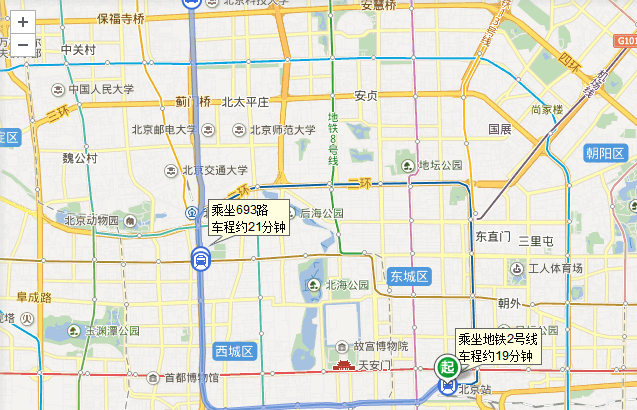 北京科技大学
安慧桥
保福寺桥
中关村
四环
G101
机场线
中国人民大学
蓟门桥
北太平庄
安贞
三环
尚家楼
北京邮电大学
北京师范大学
地铁8号线
国展
朝阳区
魏公村
北京交通大学
地坛公园
二环
二环
乘坐693路
车程约21分钟
后海公园
北京动物园
东直门
三里屯
工人体育场
东城区
阜成路
北海公园
朝外
玉渊潭公园
乘坐地铁2号线
车程约19分钟
西城区
故宫博物院
天安门
起
首都博物馆
北京站